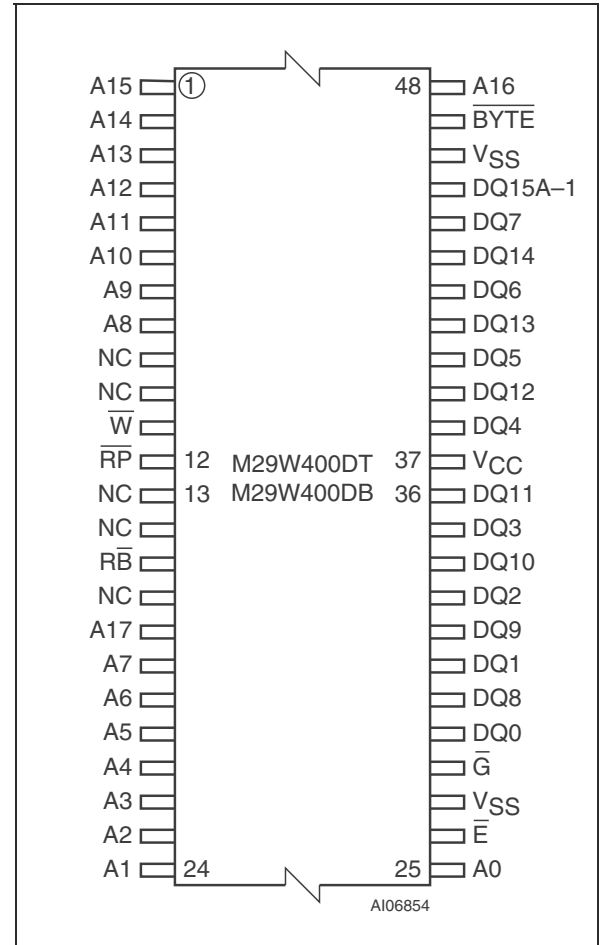 A15 ① 48 A16
A14 B̅Y̅T̅E̅
A13 VSS
A12 DQ15A–1
A11 DQ7
A10 DQ14
A9 DQ6
A8 DQ13
NC DQ5
NC DQ12
W̅ DQ4
R̅P̅ 12 M29W400DT 37 VCC
NC 13 M29W400DB 36 DQ11
NC DQ3
RB̅ DQ10
NC DQ2
A17 DQ9
A7 DQ1
A6 DQ8
A5 DQ0
A4 G̅
A3 VSS
A2 E̅
A1 24 25 A0
AI06854